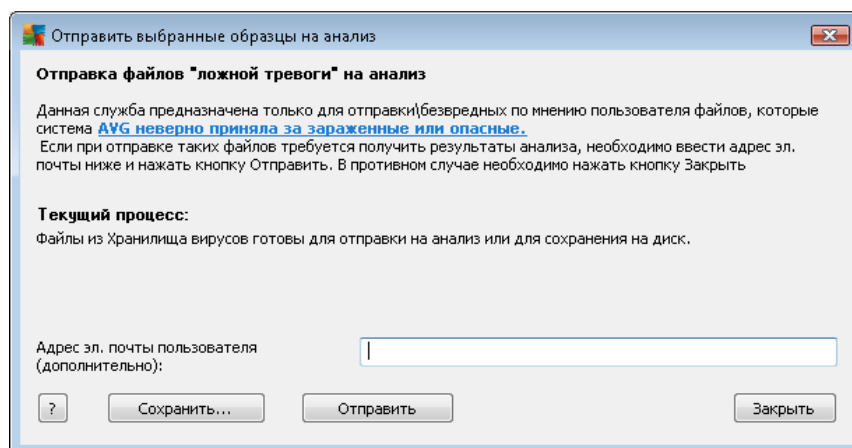 Отправить выбранные образцы на анализ
Отправка файлов "ложной тревоги" на анализ
Данная служба предназначена только для отправки\безвредных по мнению пользователя файлов, которые
система AVG неверно приняла за зараженные или опасные.
Если при отправке таких файлов требуется получить результаты анализа, необходимо ввести адрес эл.
почты ниже и нажать кнопку Отправить. В противном случае необходимо нажать кнопку Закрыть
Текущий процесс:
Файлы из Хранилища вирусов готовы для отправки на анализ или для сохранения на диск.
Адрес эл. почты пользователя
(дополнительно):
?
Сохранить...
Отправить
Закрыть